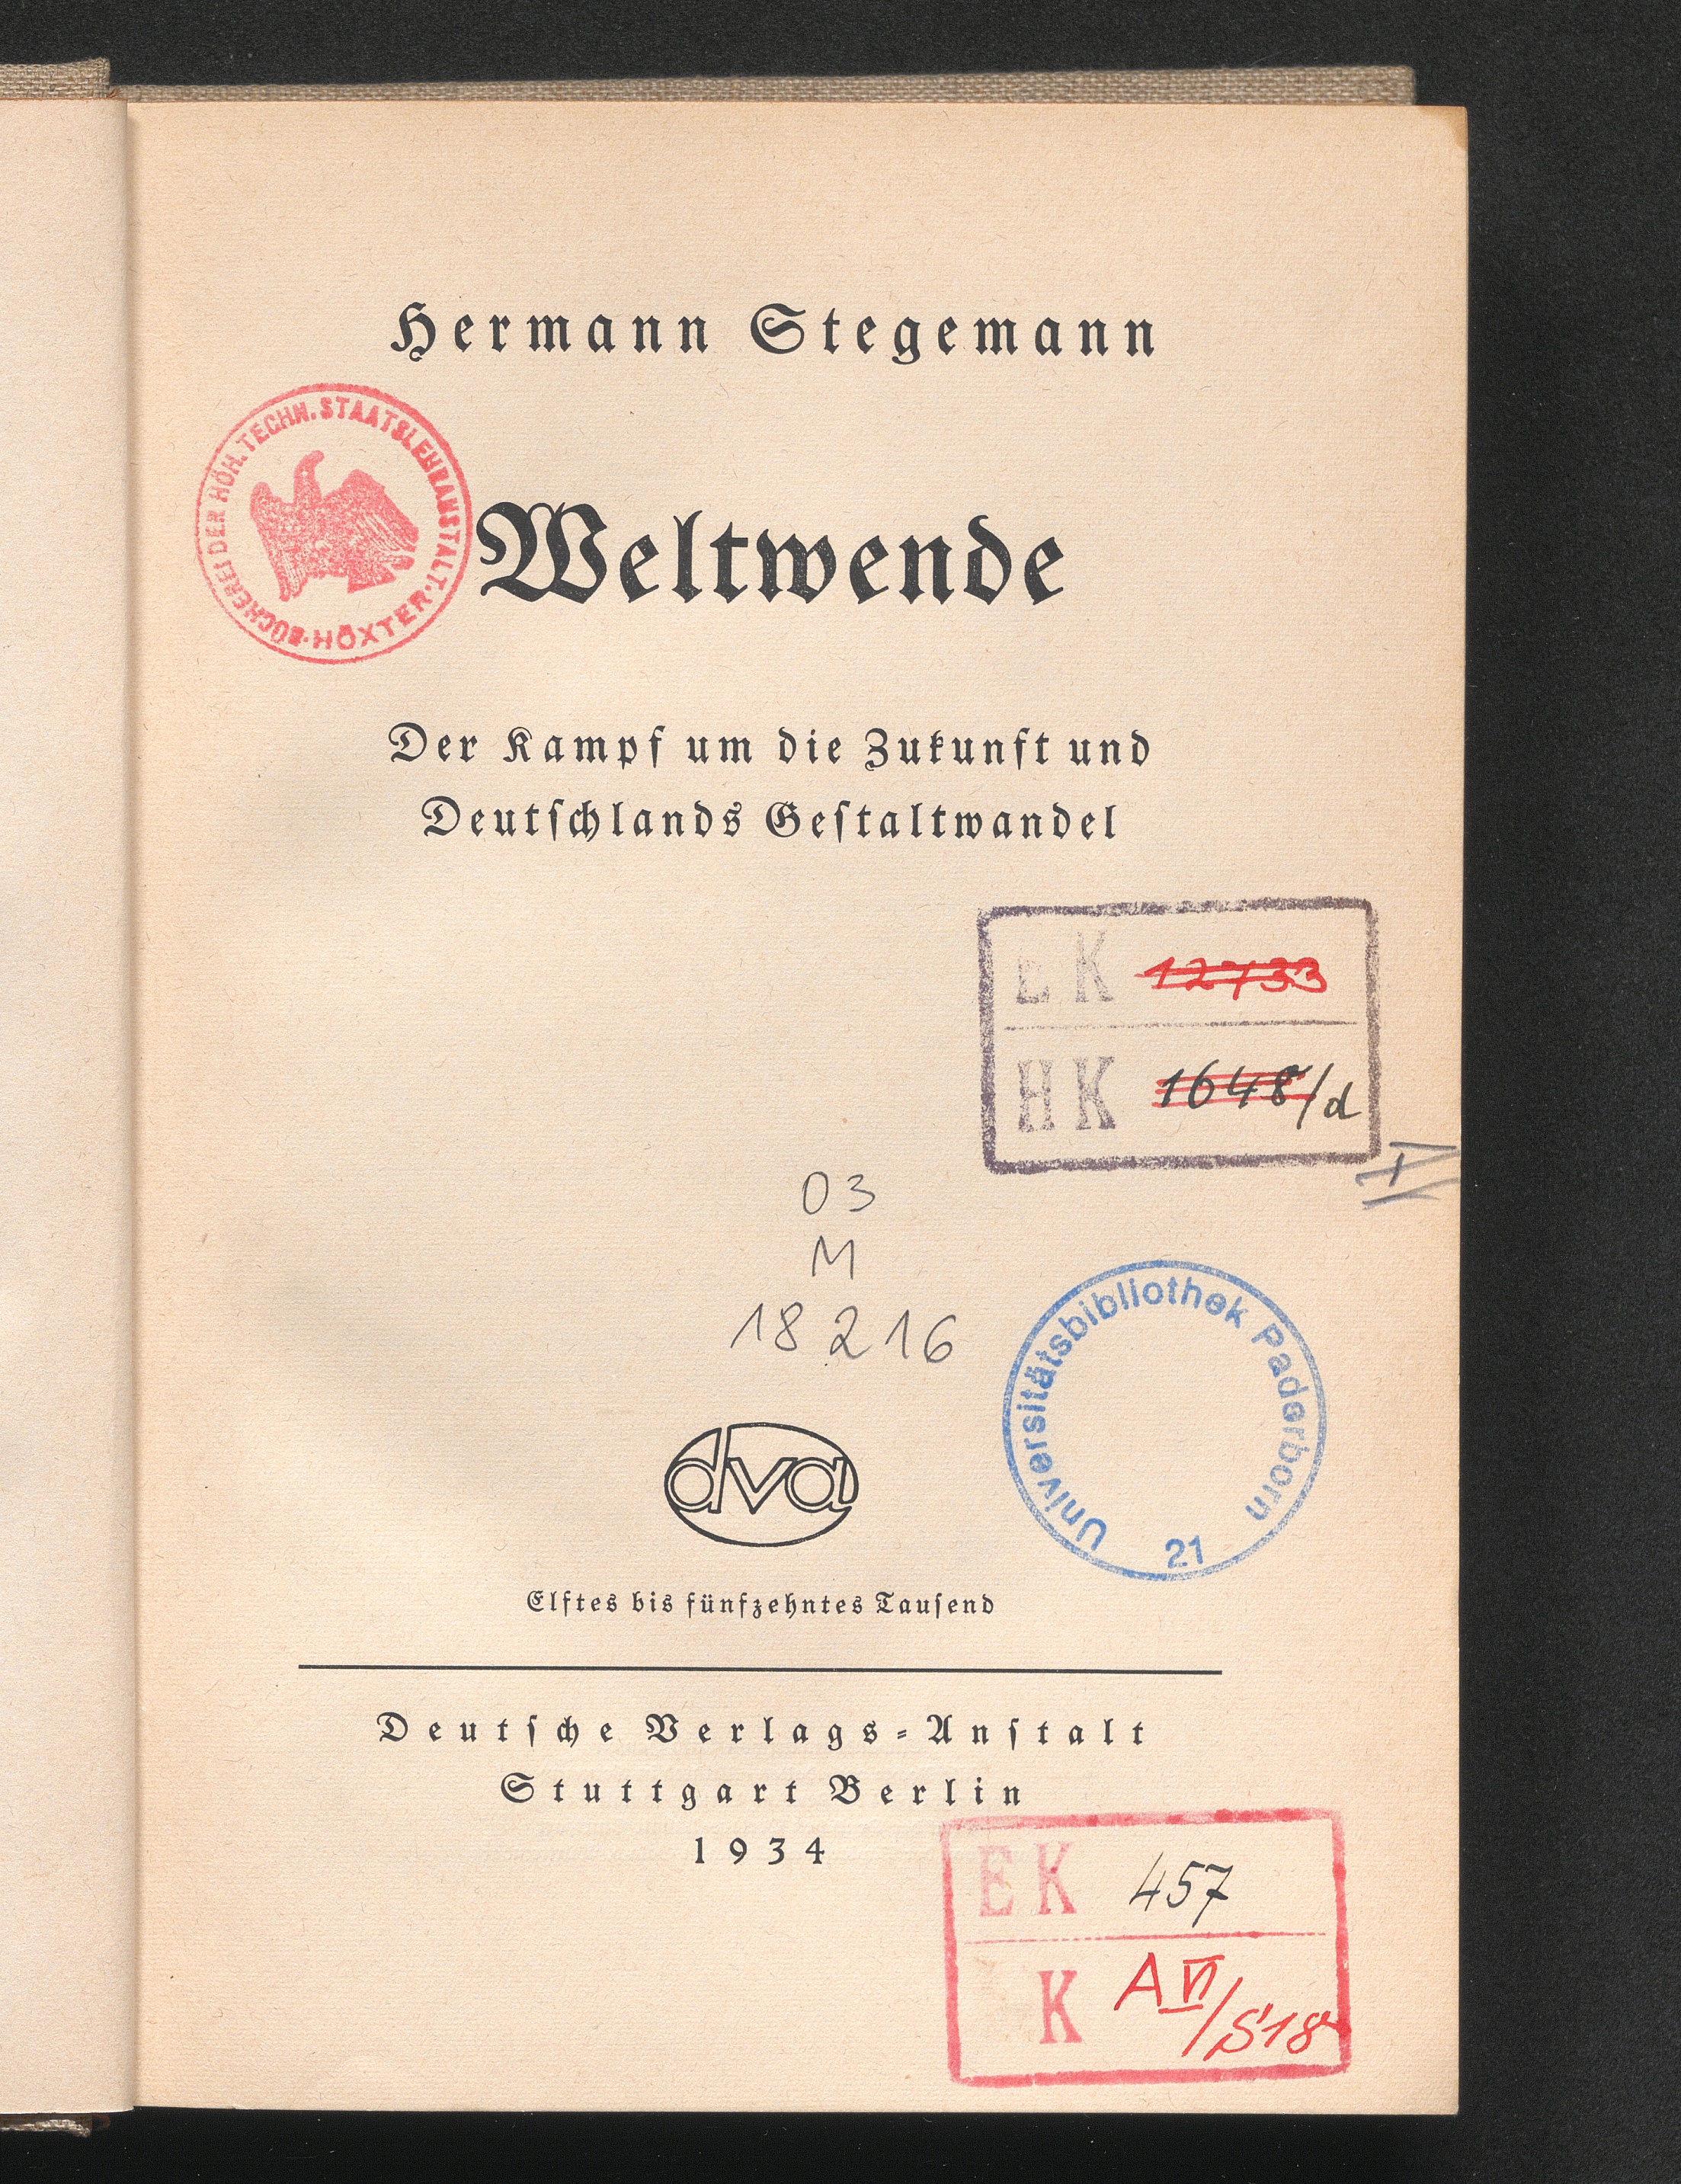 Hermann Stegemann
BÜCHEREI DER HÖH. TECHN. STAATSLEHRANSTALT · HÖXTER ·
Weltwende
Der Kampf um die Zukunft und
Deutſchlands Geſtaltwandel
EK 12733
HK 1648/d
03
M
18216
Universitätsbibliothek Paderborn
21
dva
Elftes bis fünfzehntes Tauſend
Deutſche Verlags-Anſtalt
Stuttgart Berlin
1934
EK 457
K A VI/S18